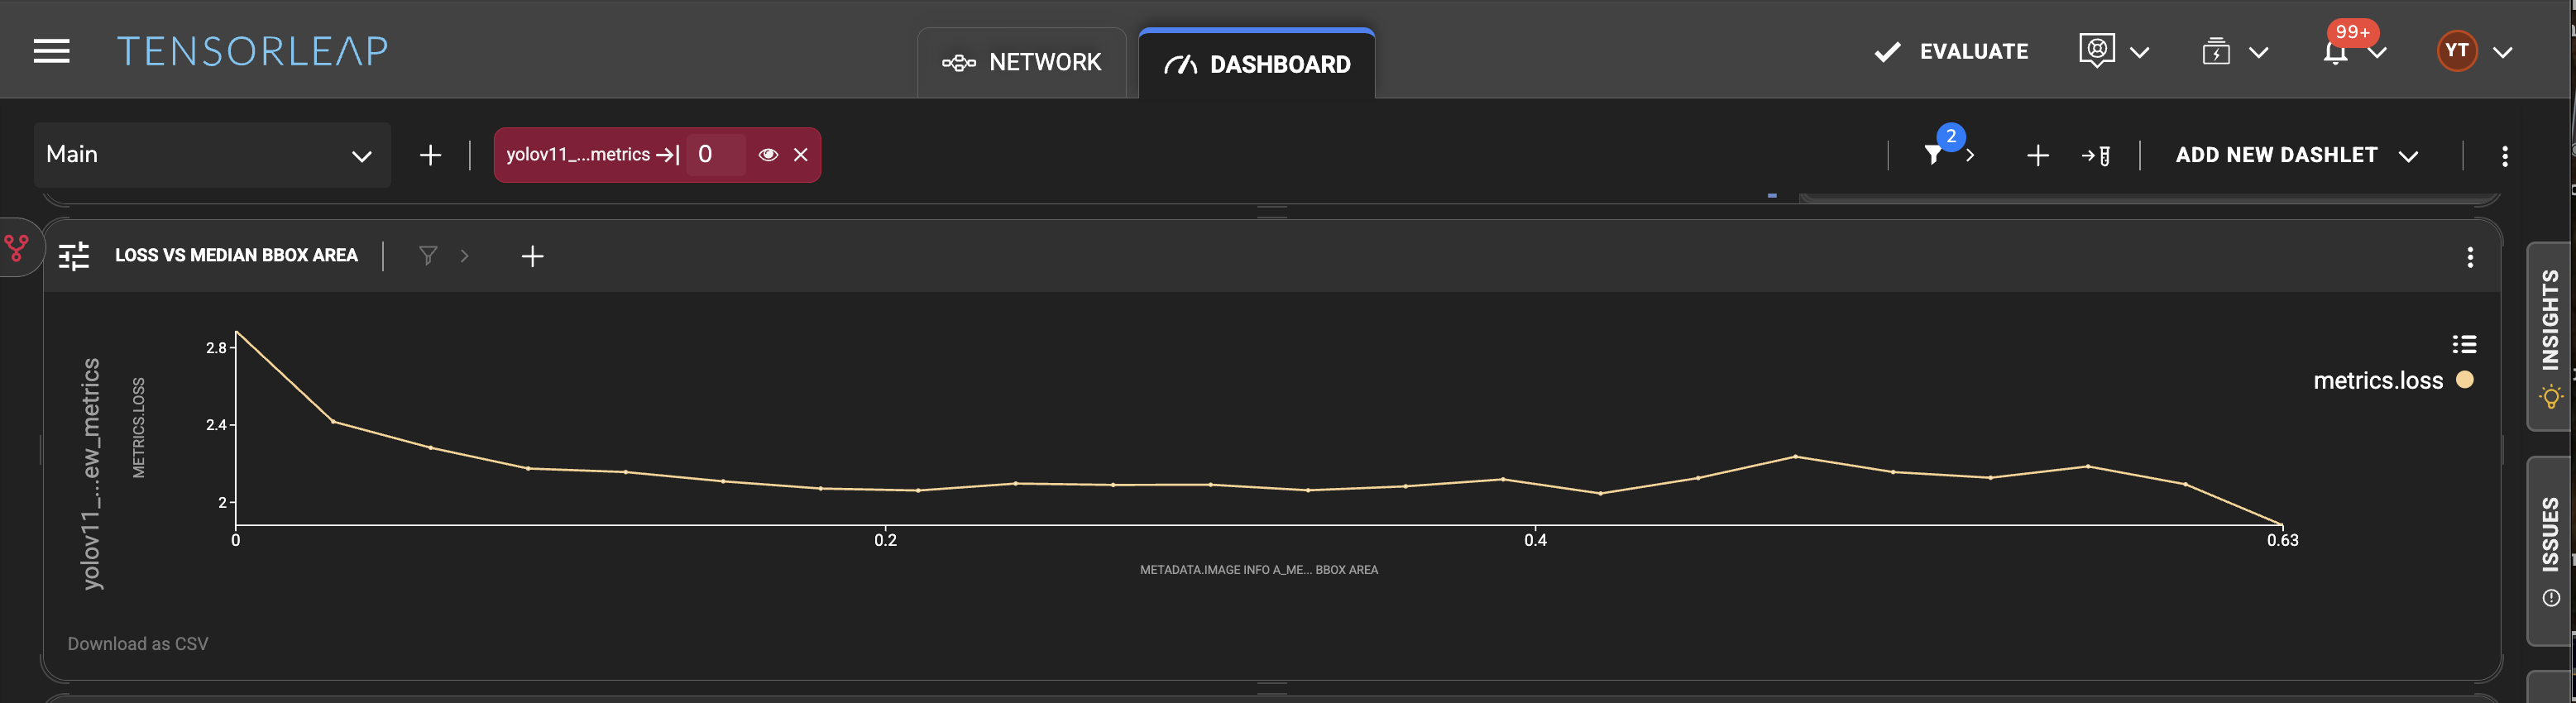 TENSORLEAP
NETWORK
DASHBOARD
EVALUATE
99+
YT
Main
yolov11_...metrics
0
2
ADD NEW DASHLET
LOSS VS MEDIAN BBOX AREA
INSIGHTS
ISSUES
yolov11_...ew_metrics
METRICS.LOSS
2.8
2.4
2
0
0.2
0.4
0.63
METADATA.IMAGE INFO A_ME... BBOX AREA
metrics.loss
Download as CSV